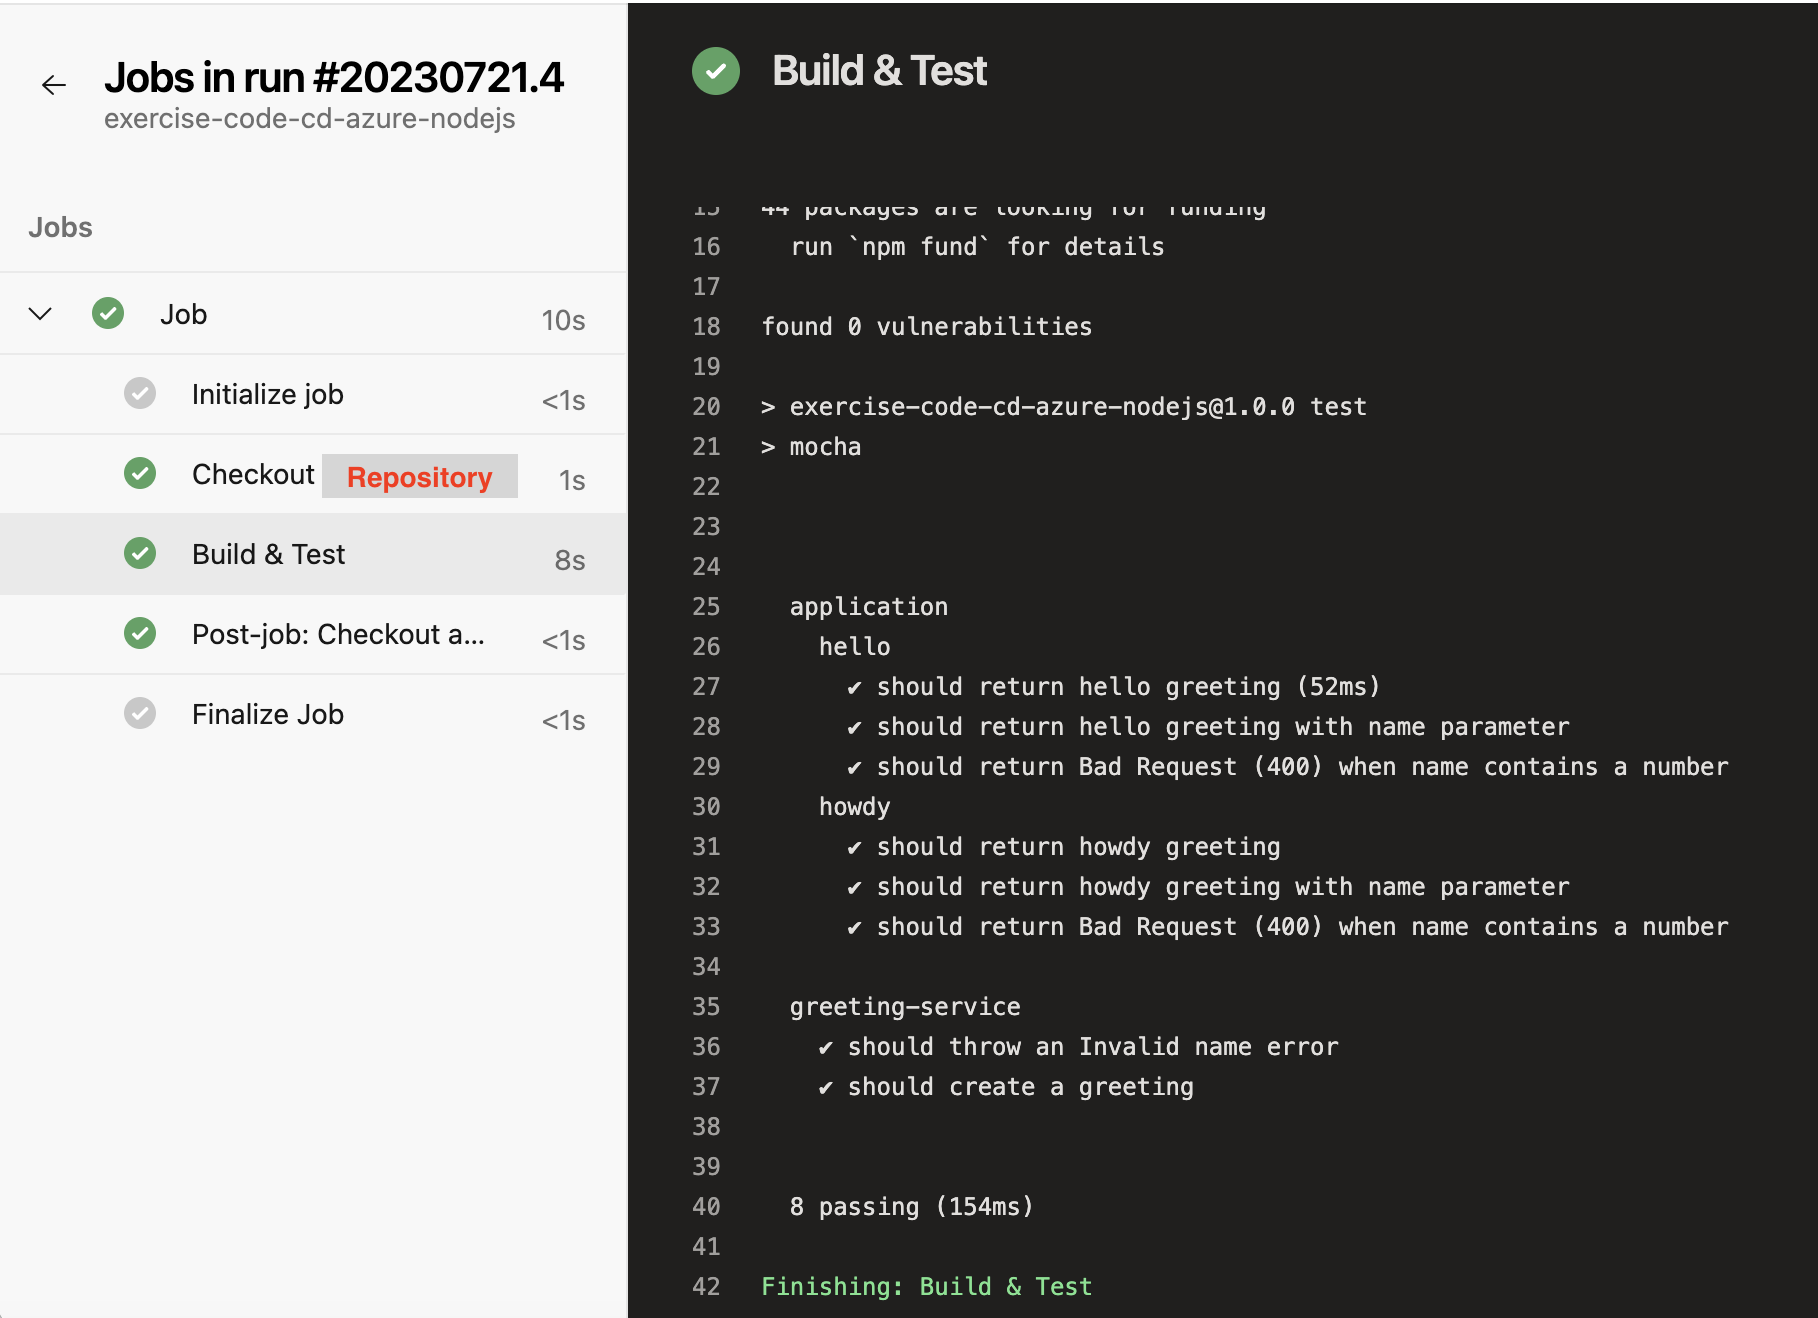 Jobs in run #20230721.4
exercise-code-cd-azure-nodejs
Jobs
Job 10s
Initialize job <1s
Checkout Repository 1s
Build & Test 8s
Post-job: Checkout a... <1s
Finalize Job <1s
Build & Test
15 44 packages are looking for funding
16 run `npm fund` for details
17
18 found 0 vulnerabilities
19
20 > exercise-code-cd-azure-nodejs@1.0.0 test
21 > mocha
22
23
24
25 application
26 hello
27 ✔ should return hello greeting (52ms)
28 ✔ should return hello greeting with name parameter
29 ✔ should return Bad Request (400) when name contains a number
30 howdy
31 ✔ should return howdy greeting
32 ✔ should return howdy greeting with name parameter
33 ✔ should return Bad Request (400) when name contains a number
34
35 greeting-service
36 ✔ should throw an Invalid name error
37 ✔ should create a greeting
38
39
40 8 passing (154ms)
41
42 Finishing: Build & Test